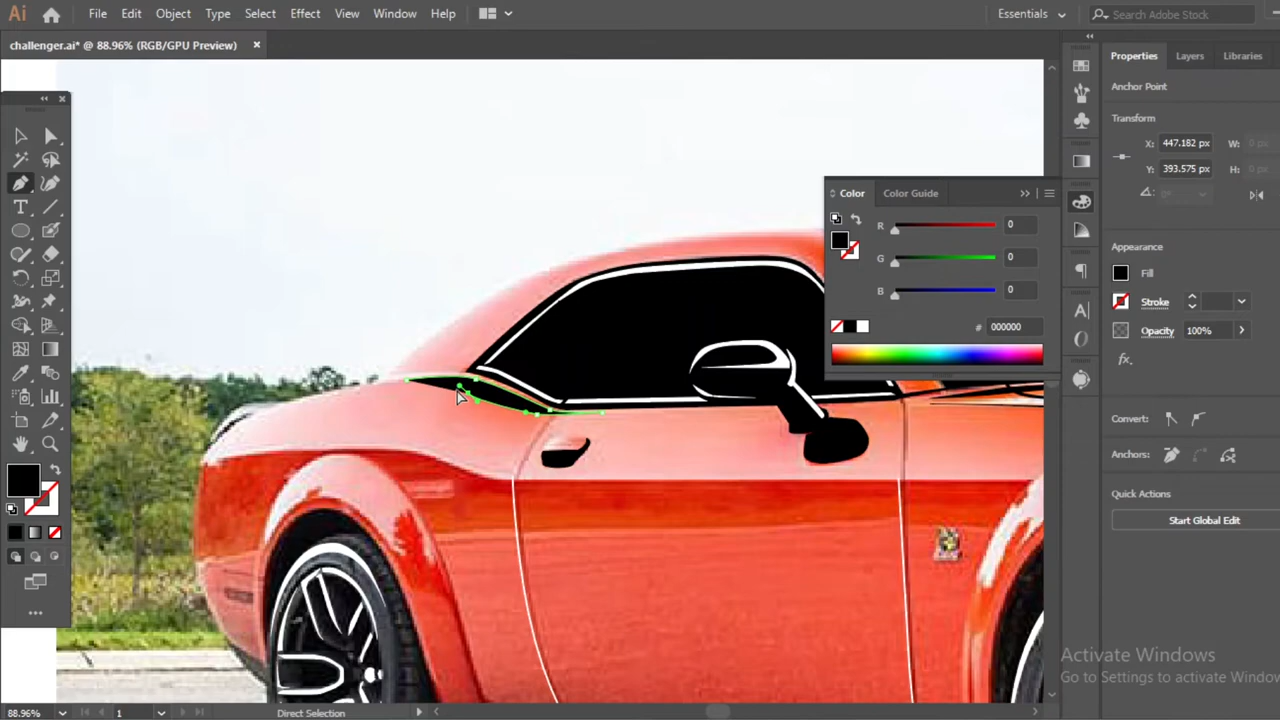 Ai File Edit Object Type Select Effect View Window Help Essentials Search Adobe Stock
challenger.ai* @ 88.96% (RGB/GPU Preview)
Properties Layers Libraries
Anchor Point
Transform
X: 447.182 px W: 0 px
Y: 393.575 px H: 0 px
0°
Color Color Guide
R 0
G 0
B 0
# 000000
Appearance
Fill
Stroke
Opacity 100%
fx
Convert:
Anchors:
Quick Actions
Start Global Edit
Activate Windows
Go to Settings to activate Window
88.96% 1 Direct Selection